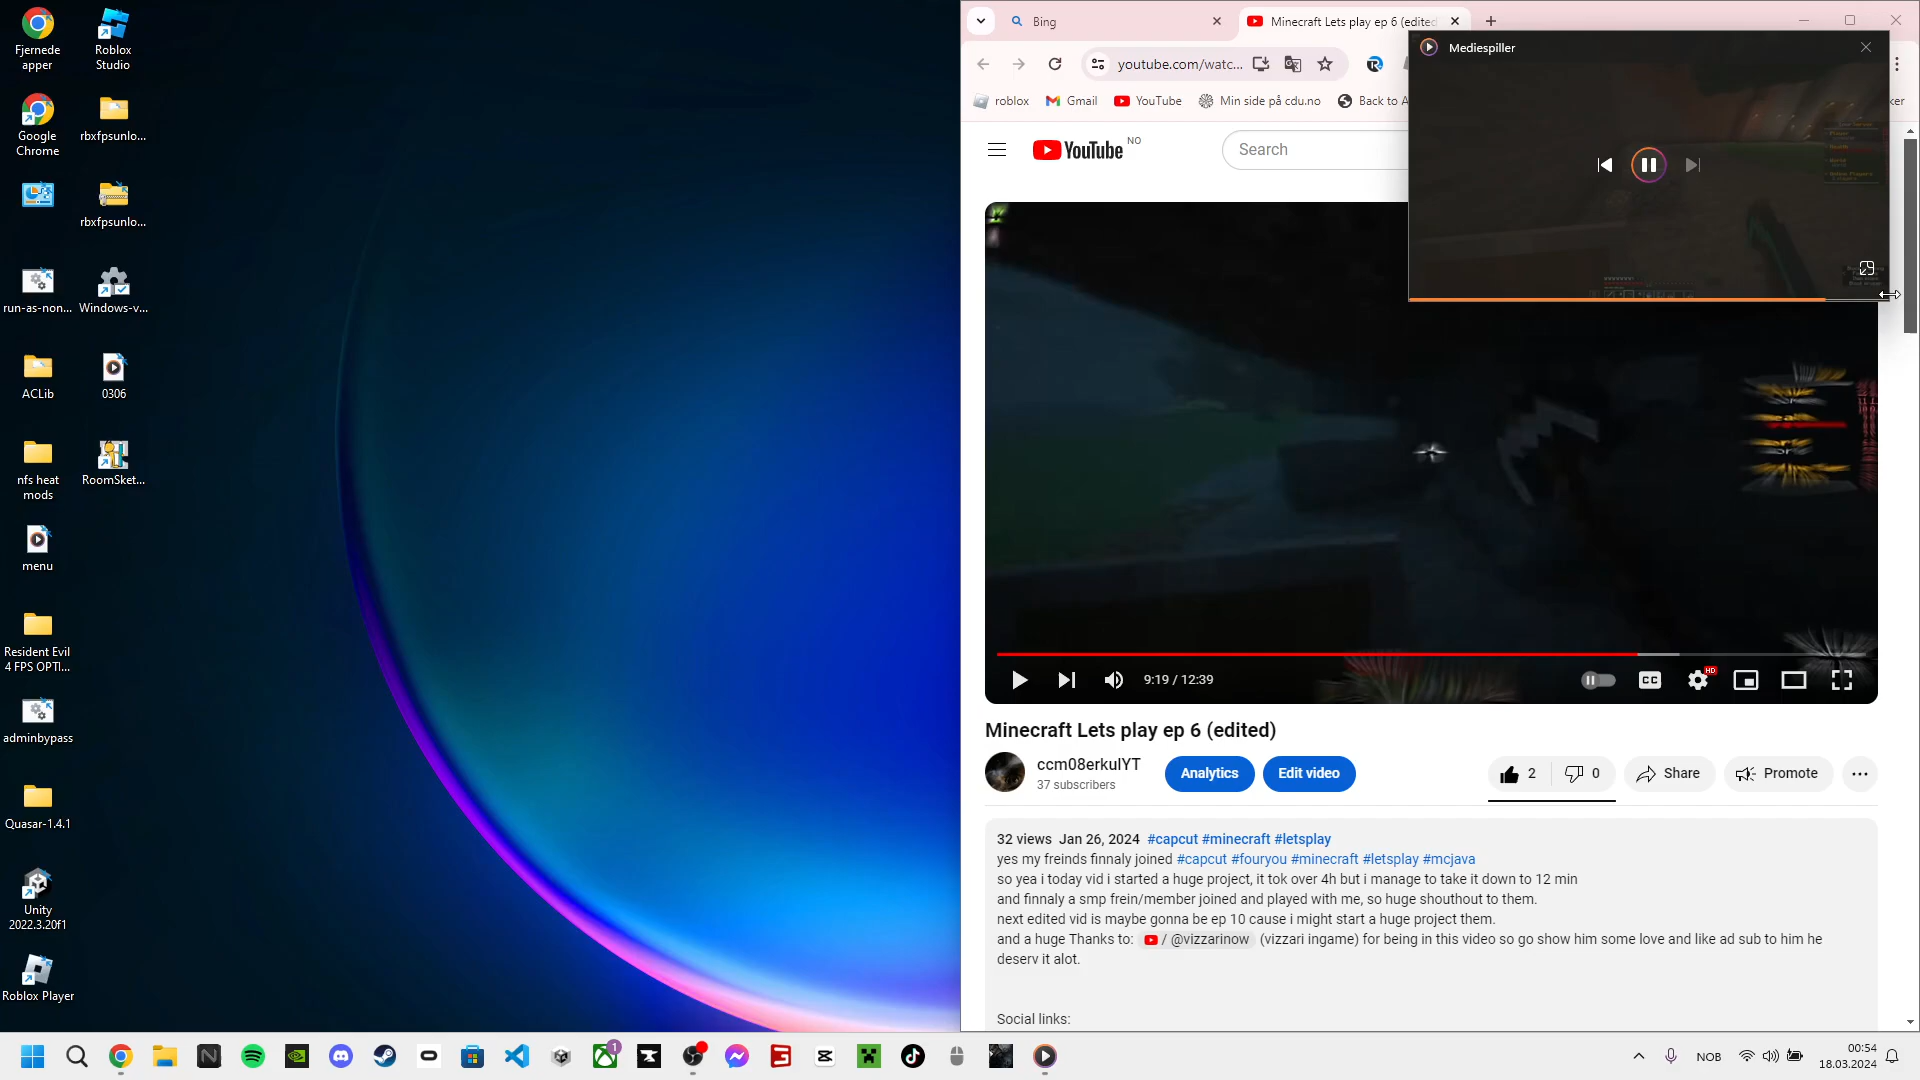 Fjernede
apper
Roblox
Studio
Google
Chrome
rbxfpsunlo...
rbxfpsunlo...
run-as-non...
Windows-v...
ACLib
0306
nfs heat
mods
RoomSket...
menu
Resident Evil
4 FPS OPTI...
adminbypass
Quasar-1.4.1
Unity
2022.3.20f1
Roblox Player
Bing
Minecraft Lets play ep 6 (edited
youtube.com/watc...
roblox
Gmail
YouTube
Min side på cdu.no
Back to A
ker
Mediespiller
YouTube NO
Search
9:19 / 12:39
CC
HD
Minecraft Lets play ep 6 (edited)
ccm08erkulYT
37 subscribers
Analytics
Edit video
2
0
Share
Promote
32 views Jan 26, 2024 #capcut #minecraft #letsplay
yes my freinds finnaly joined #capcut #fouryou #minecraft #letsplay #mcjava
so yea i today vid i started a huge project, it tok over 4h but i manage to take it down to 12 min
and finnaly a smp frein/member joined and played with me, so huge shouthout to them.
next edited vid is maybe gonna be ep 10 cause i might start a huge project them.
and a huge Thanks to: / @vizzarinow (vizzari ingame) for being in this video so go show him some love and like ad sub to him he
deserv it alot.
Social links:
1
NOB
00:54
18.03.2024